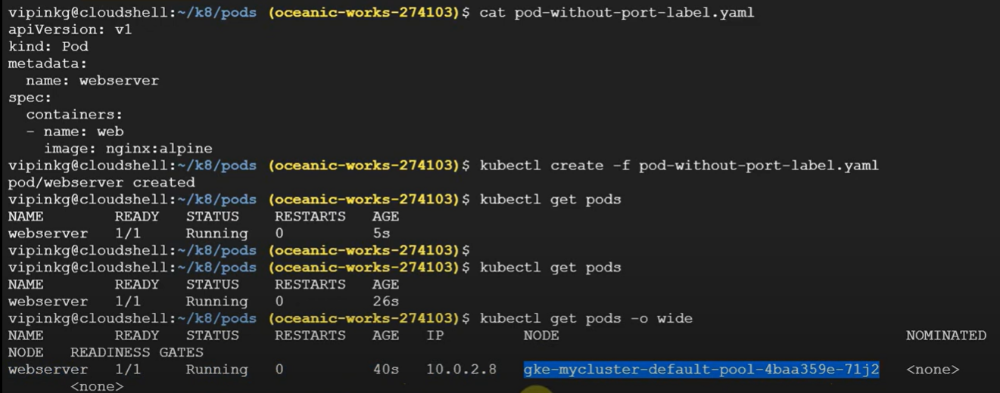 vipinkg@cloudshell:~/k8/pods (oceanic-works-274103)$ cat pod-without-port-label.yaml
apiVersion: v1
kind: Pod
metadata:
  name: webserver
spec:
  containers:
  - name: web
    image: nginx:alpine
vipinkg@cloudshell:~/k8/pods (oceanic-works-274103)$ kubectl create -f pod-without-port-label.yaml
pod/webserver created
vipinkg@cloudshell:~/k8/pods (oceanic-works-274103)$ kubectl get pods
NAME        READY   STATUS    RESTARTS   AGE
webserver   1/1     Running   0          5s
vipinkg@cloudshell:~/k8/pods (oceanic-works-274103)$
vipinkg@cloudshell:~/k8/pods (oceanic-works-274103)$ kubectl get pods
NAME        READY   STATUS    RESTARTS   AGE
webserver   1/1     Running   0          26s
vipinkg@cloudshell:~/k8/pods (oceanic-works-274103)$ kubectl get pods -o wide
NAME        READY   STATUS    RESTARTS   AGE   IP         NODE                                       NOMINATED
NODE   READINESS GATES
webserver   1/1     Running   0          40s   10.0.2.8   gke-mycluster-default-pool-4baa359e-71j2   <none>
       <none>